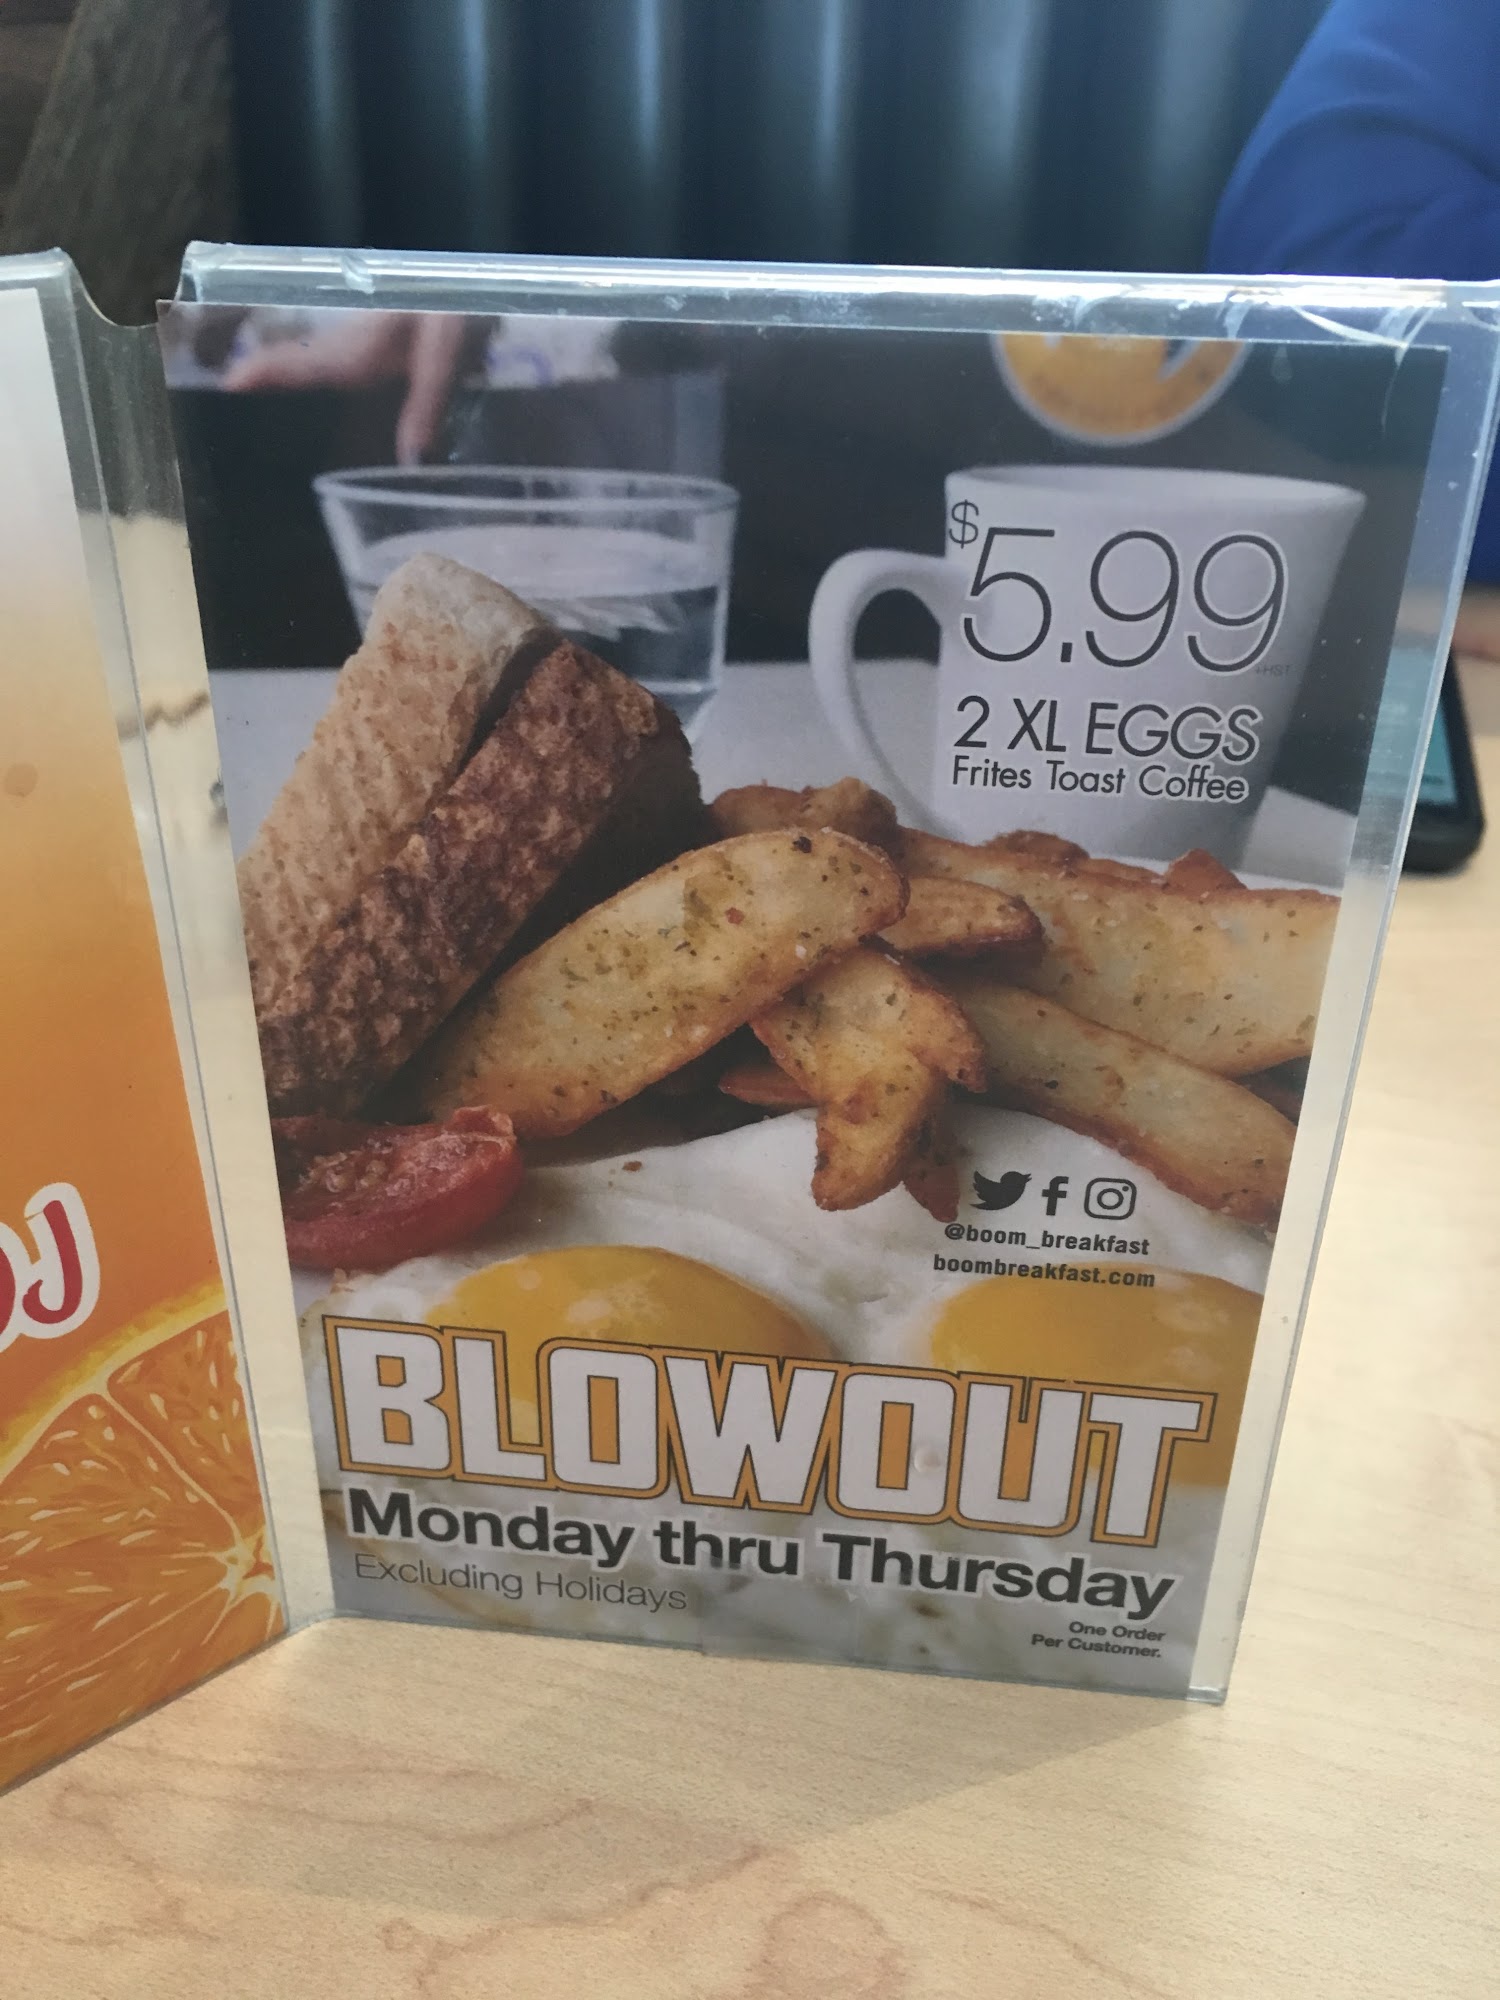 $5.99
+HST
2 XL EGGS
Frites Toast Coffee
@boom_breakfast
boombreakfast.com
BLOWOUT
Monday thru Thursday
Excluding Holidays
One Order
Per Customer.
OJ